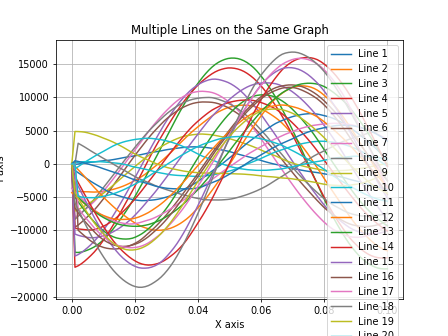 Multiple Lines on the Same Graph
15000
10000
5000
0
−5000
−10000
−15000
−20000
0.00
0.02
0.04
0.06
X axis
axis
Line 1
Line 2
Line 3
Line 4
Line 5
Line 6
Line 7
Line 8
Line 9
Line 10
Line 11
Line 12
Line 13
Line 14
Line 15
Line 16
Line 17
Line 18
Line 19
Line 20